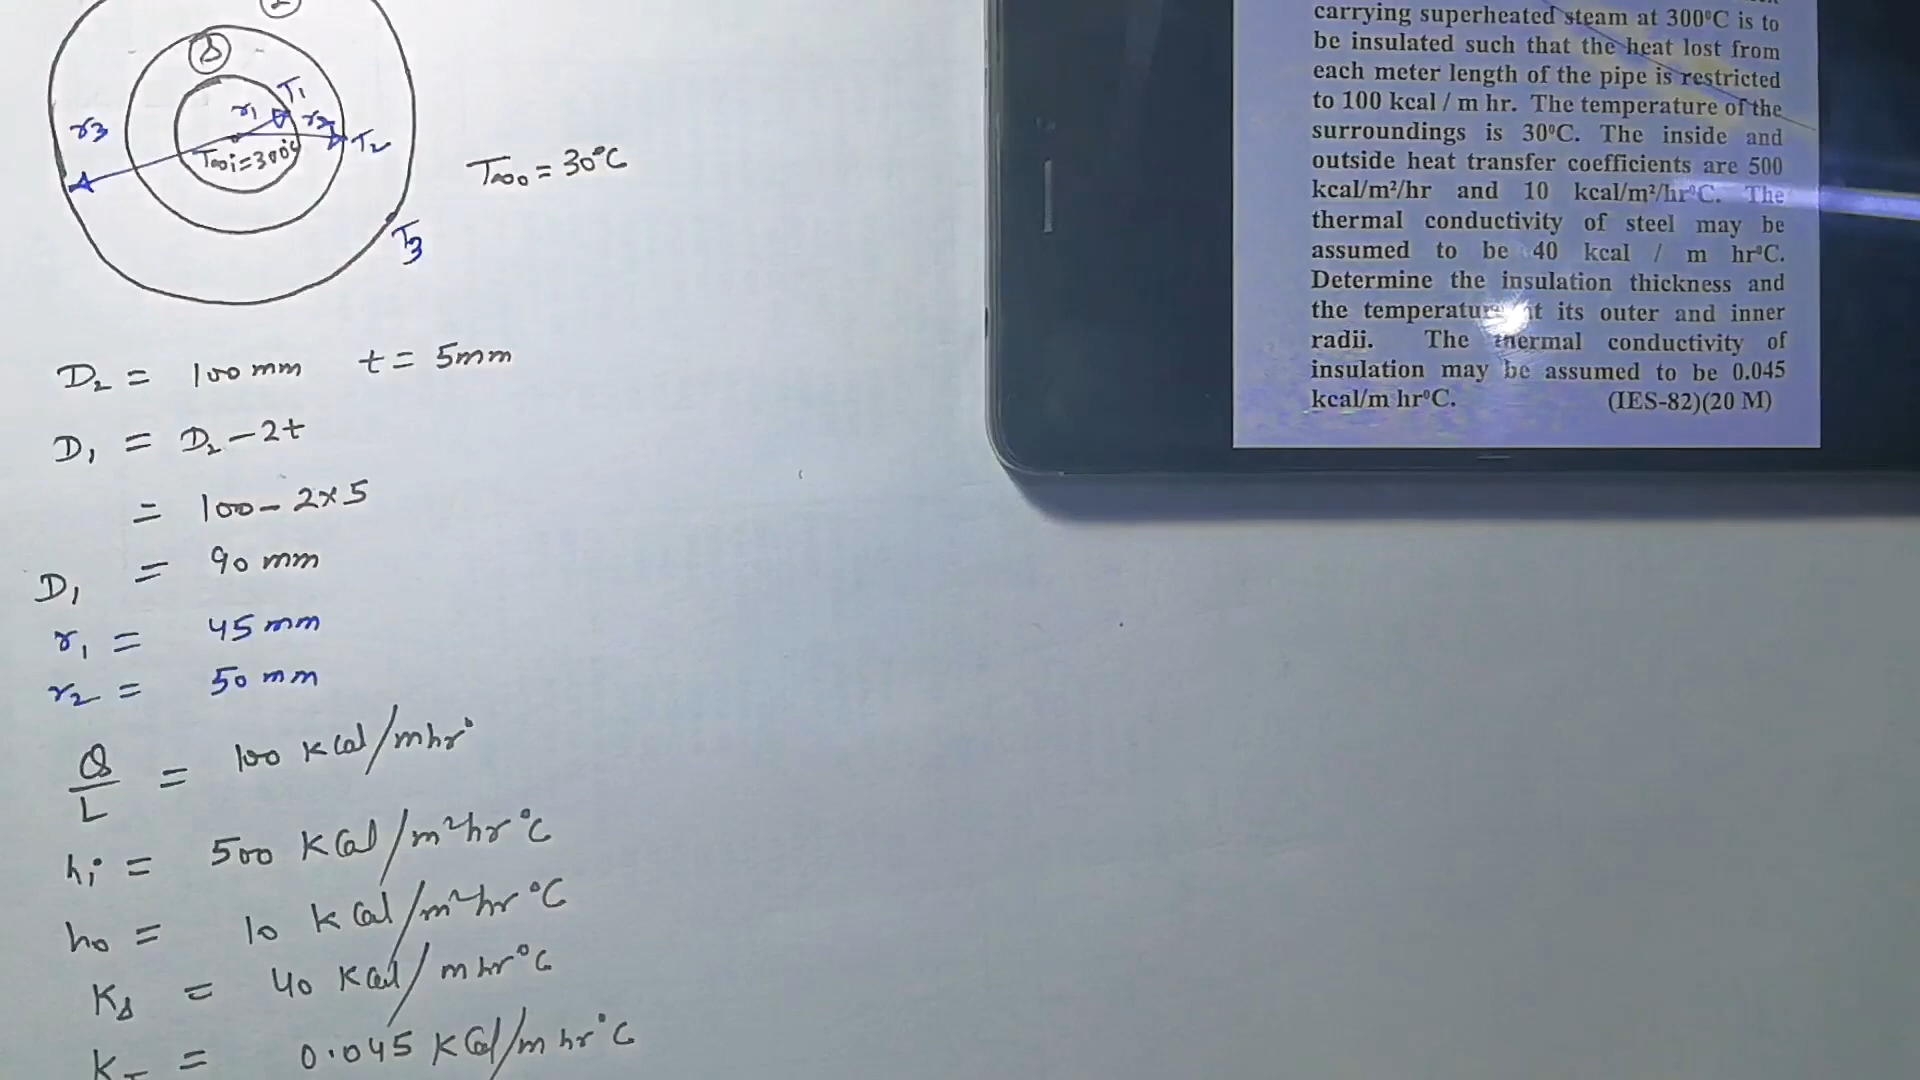 S
r₁
T₁
r₂
T₂
r₃
T∞i=300°C
T₃
T∞o = 30°C
D₂ = 100 mm t = 5mm
D₁ = D₂ – 2t
= 100 – 2×5
D₁ = 90 mm
r₁ = 45 mm
r₂ = 50 mm
Q/L = 100 kcal/mhr
hi = 500 kcal/m²hr°C
ho = 10 kcal/m²hr°C
Ks = 40 kcal/mhr°C
K = 0.045 kcal/m hr°C
carrying superheated steam at 300⁰C is to
be insulated such that the heat lost from
each meter length of the pipe is restricted
to 100 kcal / m hr. The temperature of the
surroundings is 30⁰C. The inside and
outside heat transfer coefficients are 500
kcal/m²/hr and 10 kcal/m²/hr⁰C. The
thermal conductivity of steel may be
assumed to be 40 kcal / m hr⁰C.
Determine the insulation thickness and
the temperature at its outer and inner
radii. The thermal conductivity of
insulation may be assumed to be 0.045
kcal/m hr⁰C. (IES-82)(20 M)